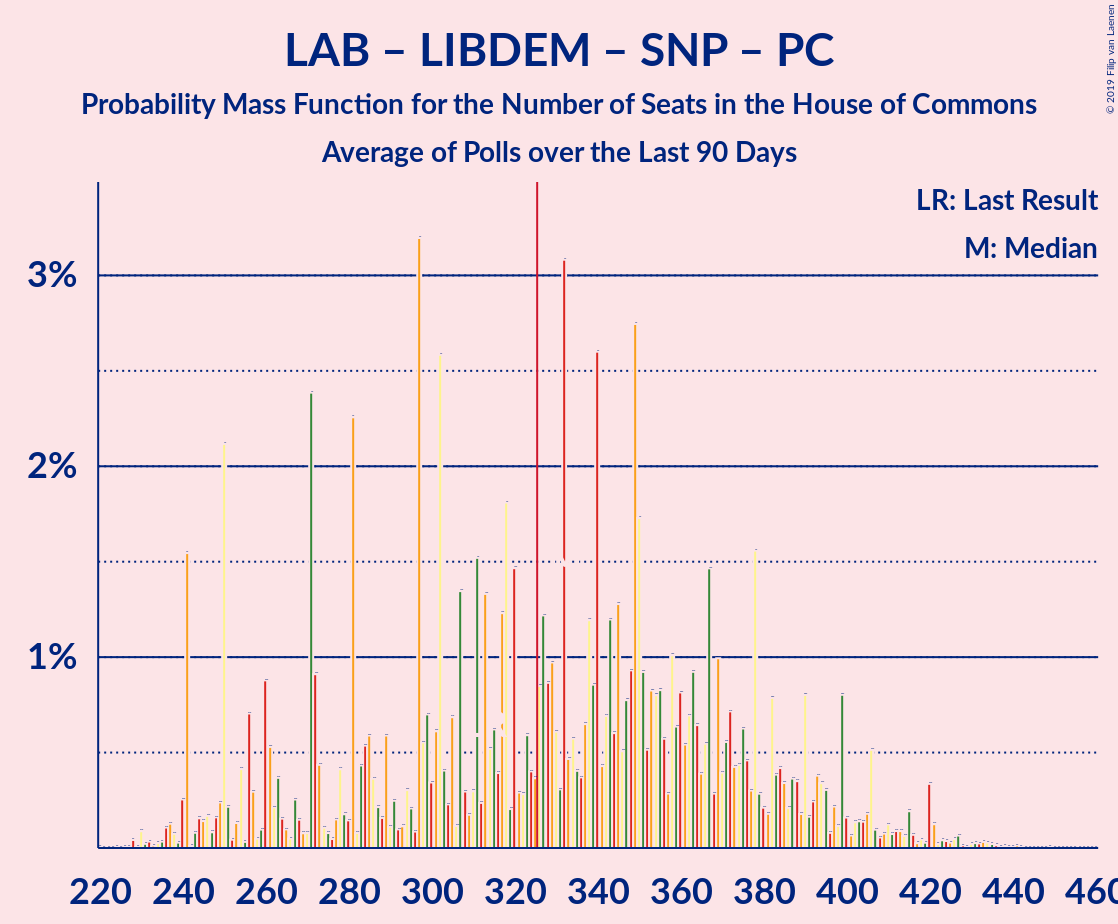 LAB – LIBDEM – SNP – PC
Probability Mass Function for the Number of Seats in the House of Commons
Average of Polls over the Last 90 Days
© 2019 Filip van Laenen
LR: Last Result
M: Median
3%
2%
1%
220 240 260 280 300 320 340 360 380 400 420 440 460